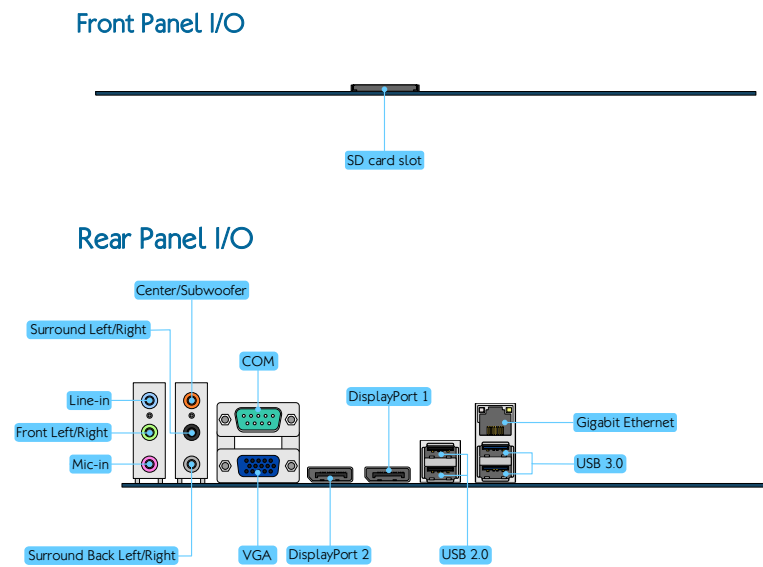 Front Panel I/O
SD card slot
Rear Panel I/O
Center/Subwoofer
Surround Left/Right
COM
DisplayPort 1
Line-in
Gigabit Ethernet
Front Left/Right
Mic-in
USB 3.0
Surround Back Left/Right
VGA
DisplayPort 2
USB 2.0